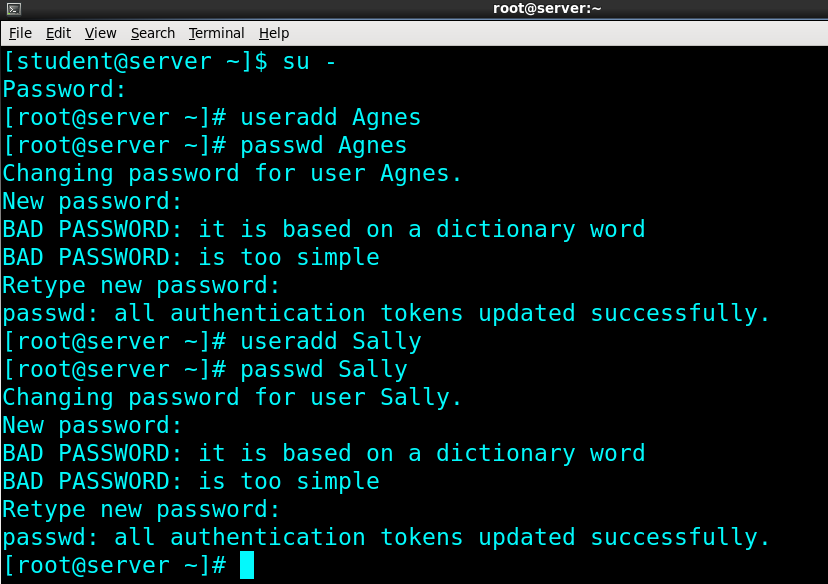 root@server:~
File Edit View Search Terminal Help
[student@server ~]$ su -
Password:
[root@server ~]# useradd Agnes
[root@server ~]# passwd Agnes
Changing password for user Agnes.
New password:
BAD PASSWORD: it is based on a dictionary word
BAD PASSWORD: is too simple
Retype new password:
passwd: all authentication tokens updated successfully.
[root@server ~]# useradd Sally
[root@server ~]# passwd Sally
Changing password for user Sally.
New password:
BAD PASSWORD: it is based on a dictionary word
BAD PASSWORD: is too simple
Retype new password:
passwd: all authentication tokens updated successfully.
[root@server ~]#